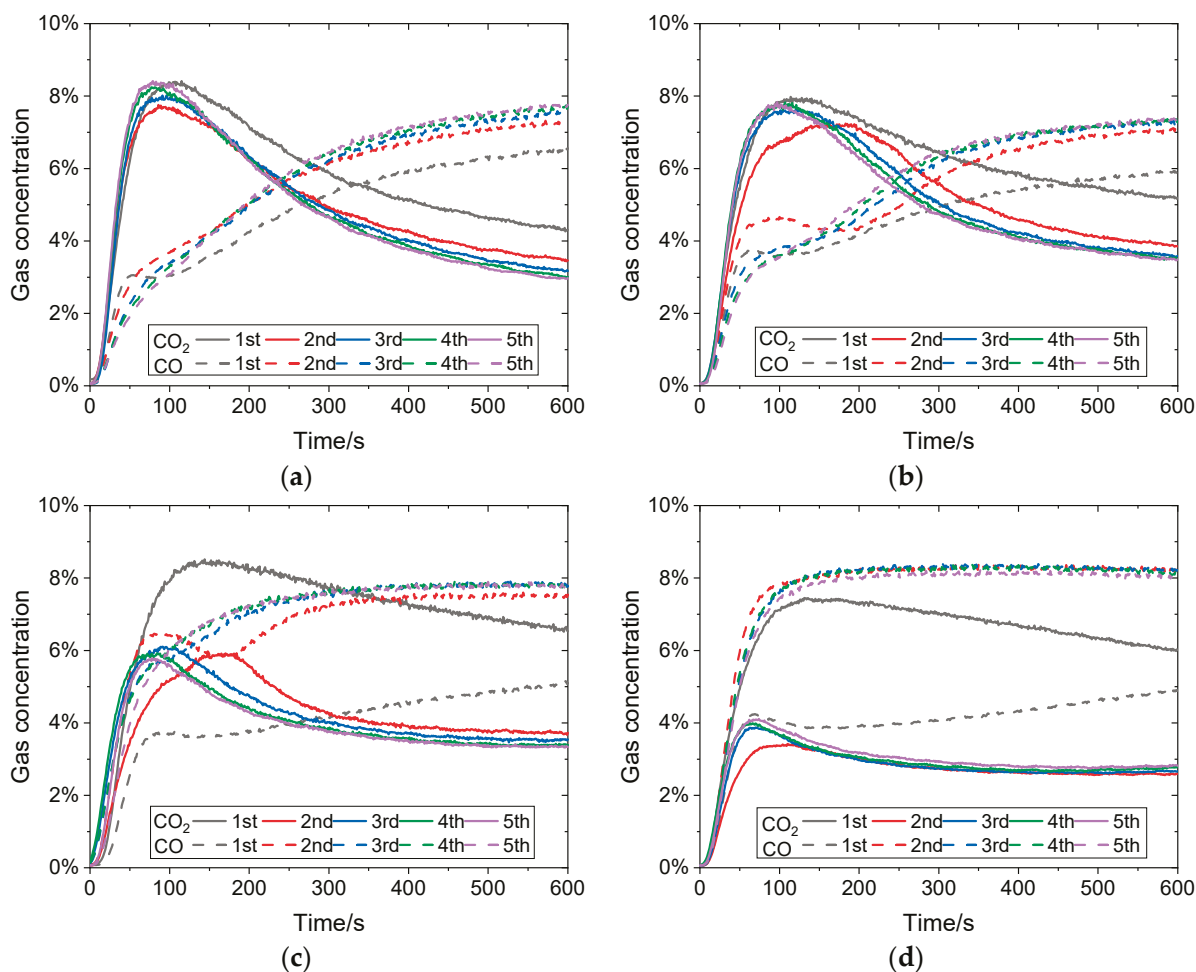 10%
8%
6%
4%
2%
0%
Gas concentration
CO₂ 1st 2nd 3rd 4th 5th
CO 1st 2nd 3rd 4th 5th
0 100 200 300 400 500 600
Time/s
(a)
10%
8%
6%
4%
2%
0%
Gas concentration
CO₂ 1st 2nd 3rd 4th 5th
CO 1st 2nd 3rd 4th 5th
0 100 200 300 400 500 600
Time/s
(b)
10%
8%
6%
4%
2%
0%
Gas concentration
CO₂ 1st 2nd 3rd 4th 5th
CO 1st 2nd 3rd 4th 5th
0 100 200 300 400 500 600
Time/s
(c)
10%
8%
6%
4%
2%
0%
Gas concentration
CO₂ 1st 2nd 3rd 4th 5th
CO 1st 2nd 3rd 4th 5th
0 100 200 300 400 500 600
Time/s
(d)